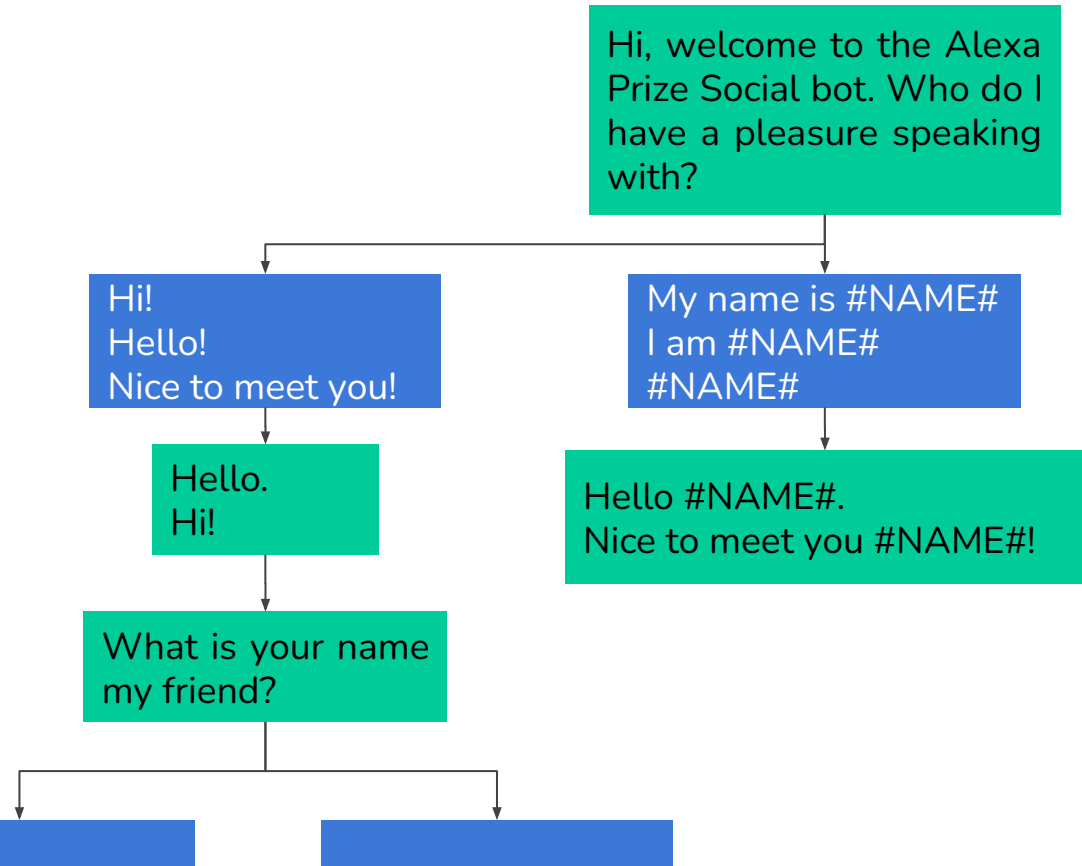 Hi, welcome to the Alexa
Prize Social bot. Who do I
have a pleasure speaking
with?
Hi!
Hello!
Nice to meet you!
My name is #NAME#
I am #NAME#
#NAME#
Hello.
Hi!
Hello #NAME#.
Nice to meet you #NAME#!
What is your name
my friend?